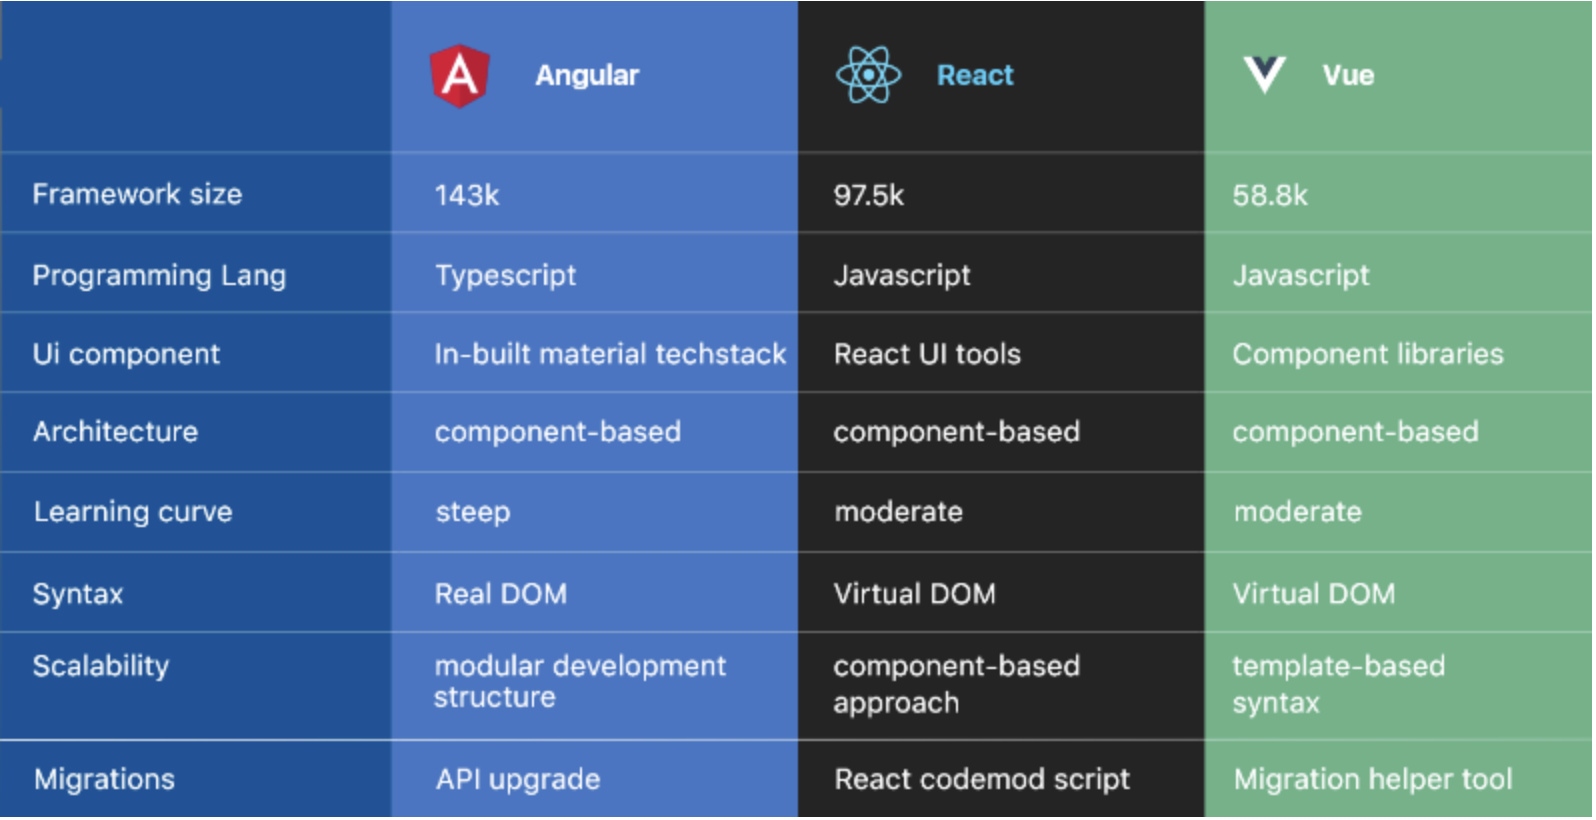 Angular React Vue
Framework size 143k 97.5k 58.8k
Programming Lang Typescript Javascript Javascript
Ui component In-built material techstack React UI tools Component libraries
Architecture component-based component-based component-based
Learning curve steep moderate moderate
Syntax Real DOM Virtual DOM Virtual DOM
Scalability modular development component-based template-based
structure approach syntax
Migrations API upgrade React codemod script Migration helper tool